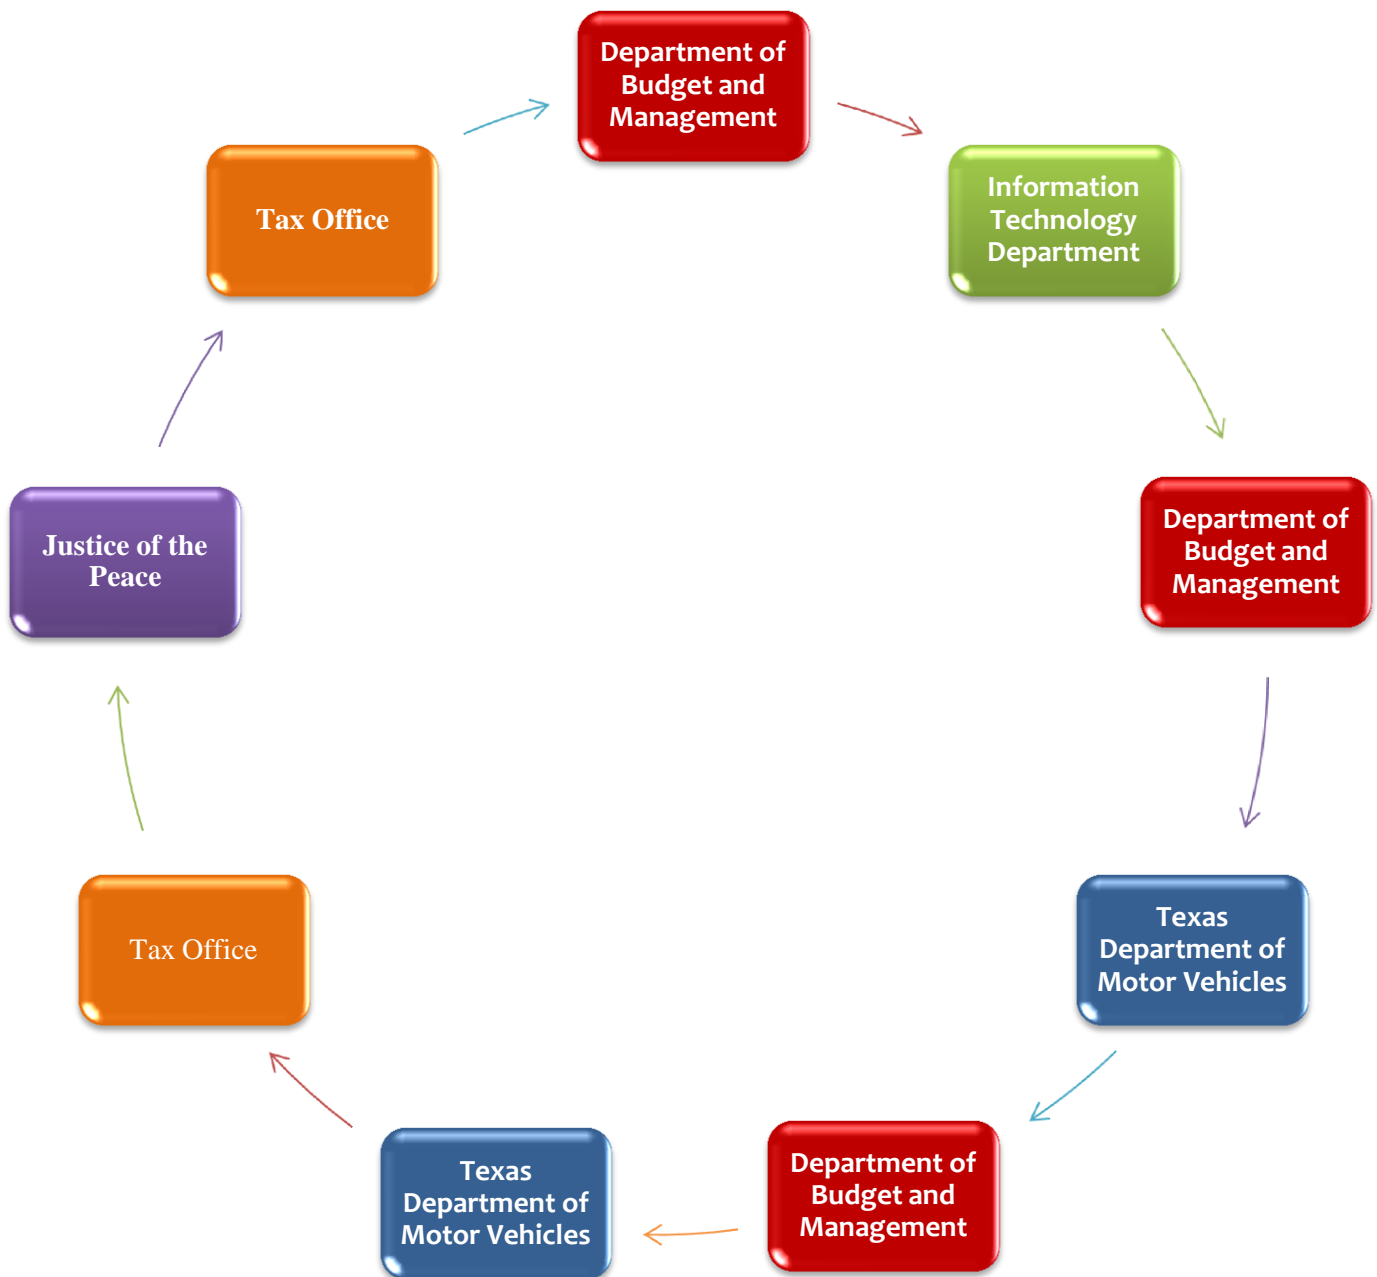 Department of
Budget and
Management
Information
Technology
Department
Department of
Budget and
Management
Texas
Department of
Motor Vehicles
Department of
Budget and
Management
Texas
Department of
Motor Vehicles
Tax Office
Justice of the
Peace
Tax Office